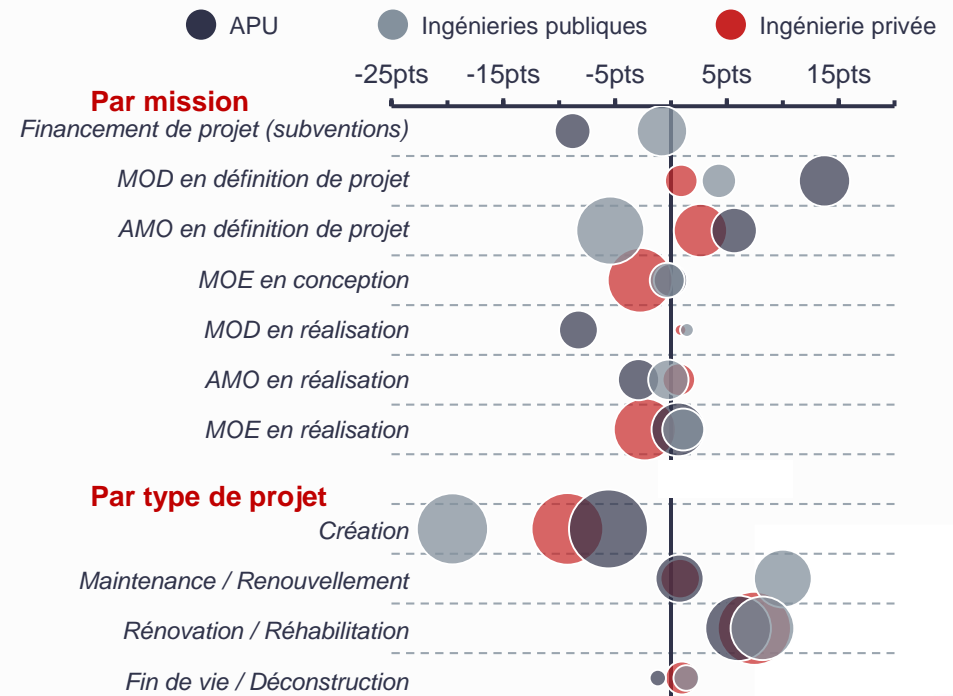 APU Ingénieries publiques Ingénierie privée
-25pts -15pts -5pts 5pts 15pts
Par mission
Financement de projet (subventions)
MOD en définition de projet
AMO en définition de projet
MOE en conception
MOD en réalisation
AMO en réalisation
MOE en réalisation
Par type de projet
Création
Maintenance / Renouvellement
Rénovation / Réhabilitation
Fin de vie / Déconstruction